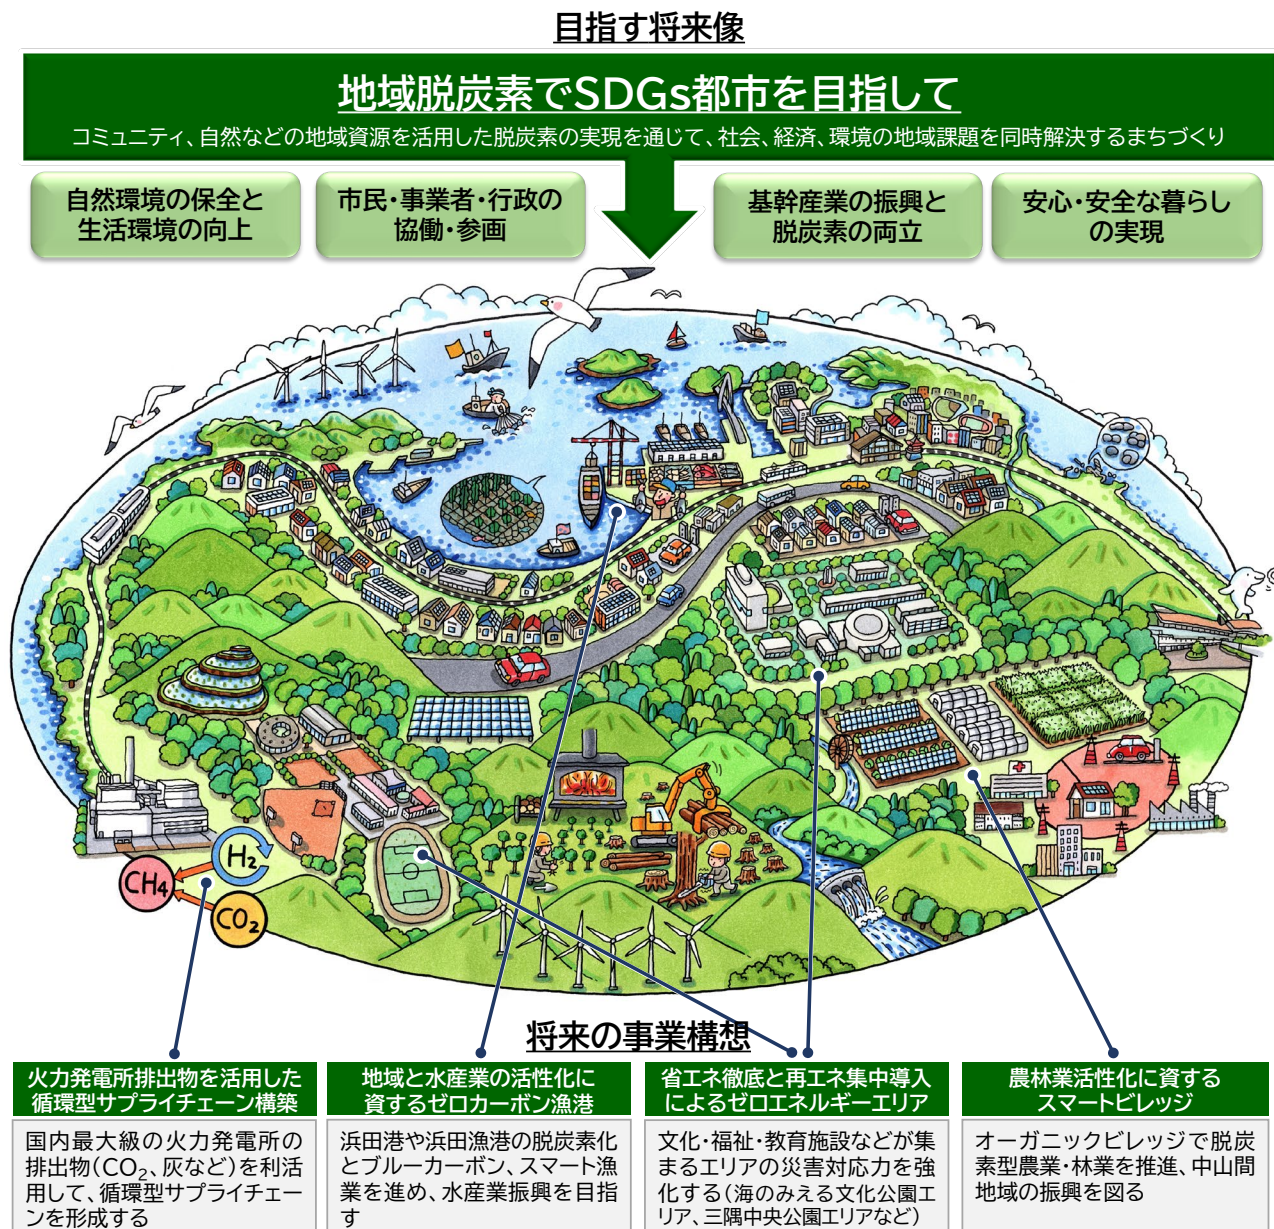 目指す将来像
地域脱炭素でSDGs都市を目指して
コミュニティ、自然などの地域資源を活用した脱炭素の実現を通じて、社会、経済、環境の地域課題を同時解決するまちづくり
自然環境の保全と
生活環境の向上
市民・事業者・行政の
協働・参画
基幹産業の振興と
脱炭素の両立
安心・安全な暮らし
の実現
H₂
CH₄
CO₂
将来の事業構想
火力発電所排出物を活用した
循環型サプライチェーン構築
国内最大級の火力発電所の
排出物(CO₂、灰など)を利活
用して、循環型サプライチェー
ンを形成する
地域と水産業の活性化に
資するゼロカーボン漁港
浜田港や浜田漁港の脱炭素化
とブルーカーボン、スマート漁
業を進め、水産業振興を目指
す
省エネ徹底と再エネ集中導入
によるゼロエネルギーエリア
文化・福祉・教育施設などが集
まるエリアの災害対応力を強
化する(海のみえる文化公園エ
リア、三隅中央公園エリアなど)
農林業活性化に資する
スマートビレッジ
オーガニックビレッジで脱炭
素型農業・林業を推進、中山間
地域の振興を図る